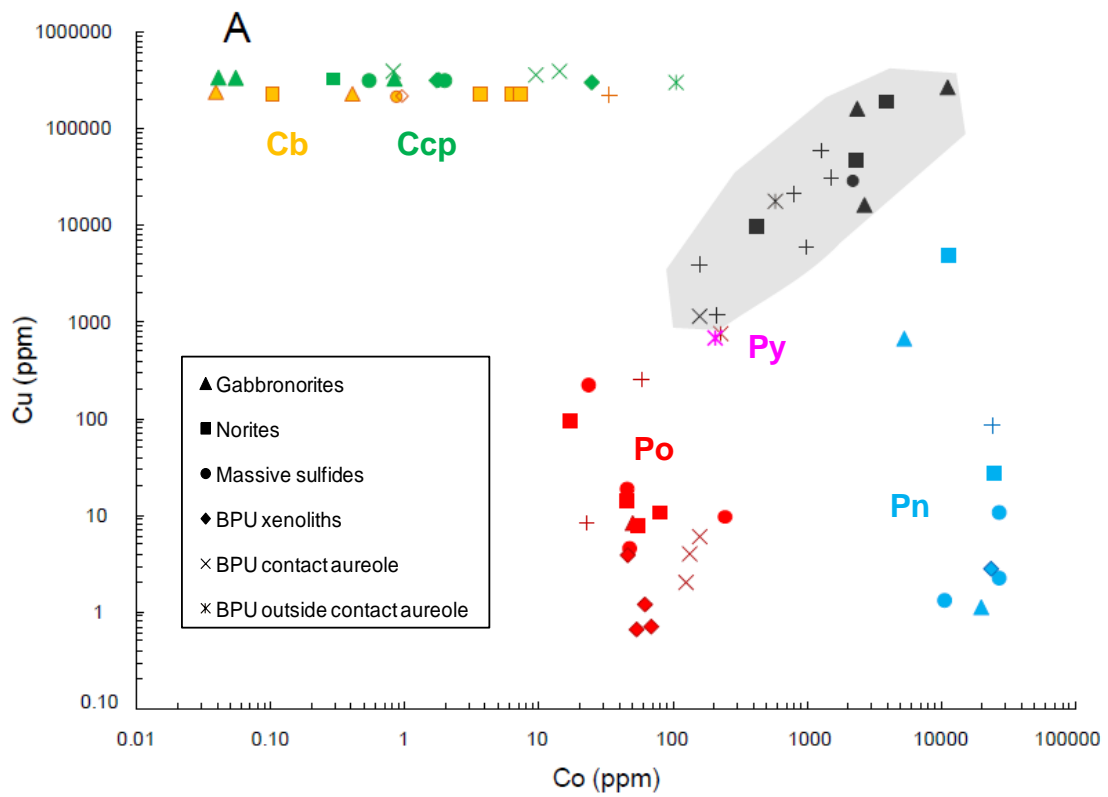 A
1000000
100000
10000
1000
100
10
1
0.10
Cu (ppm)
Cb
Ccp
Py
Po
Pn
Gabbronorites
Norites
Massive sulfides
BPU xenoliths
BPU contact aureole
BPU outside contact aureole
0.01 0.10 1 10 100 1000 10000 100000
Co (ppm)